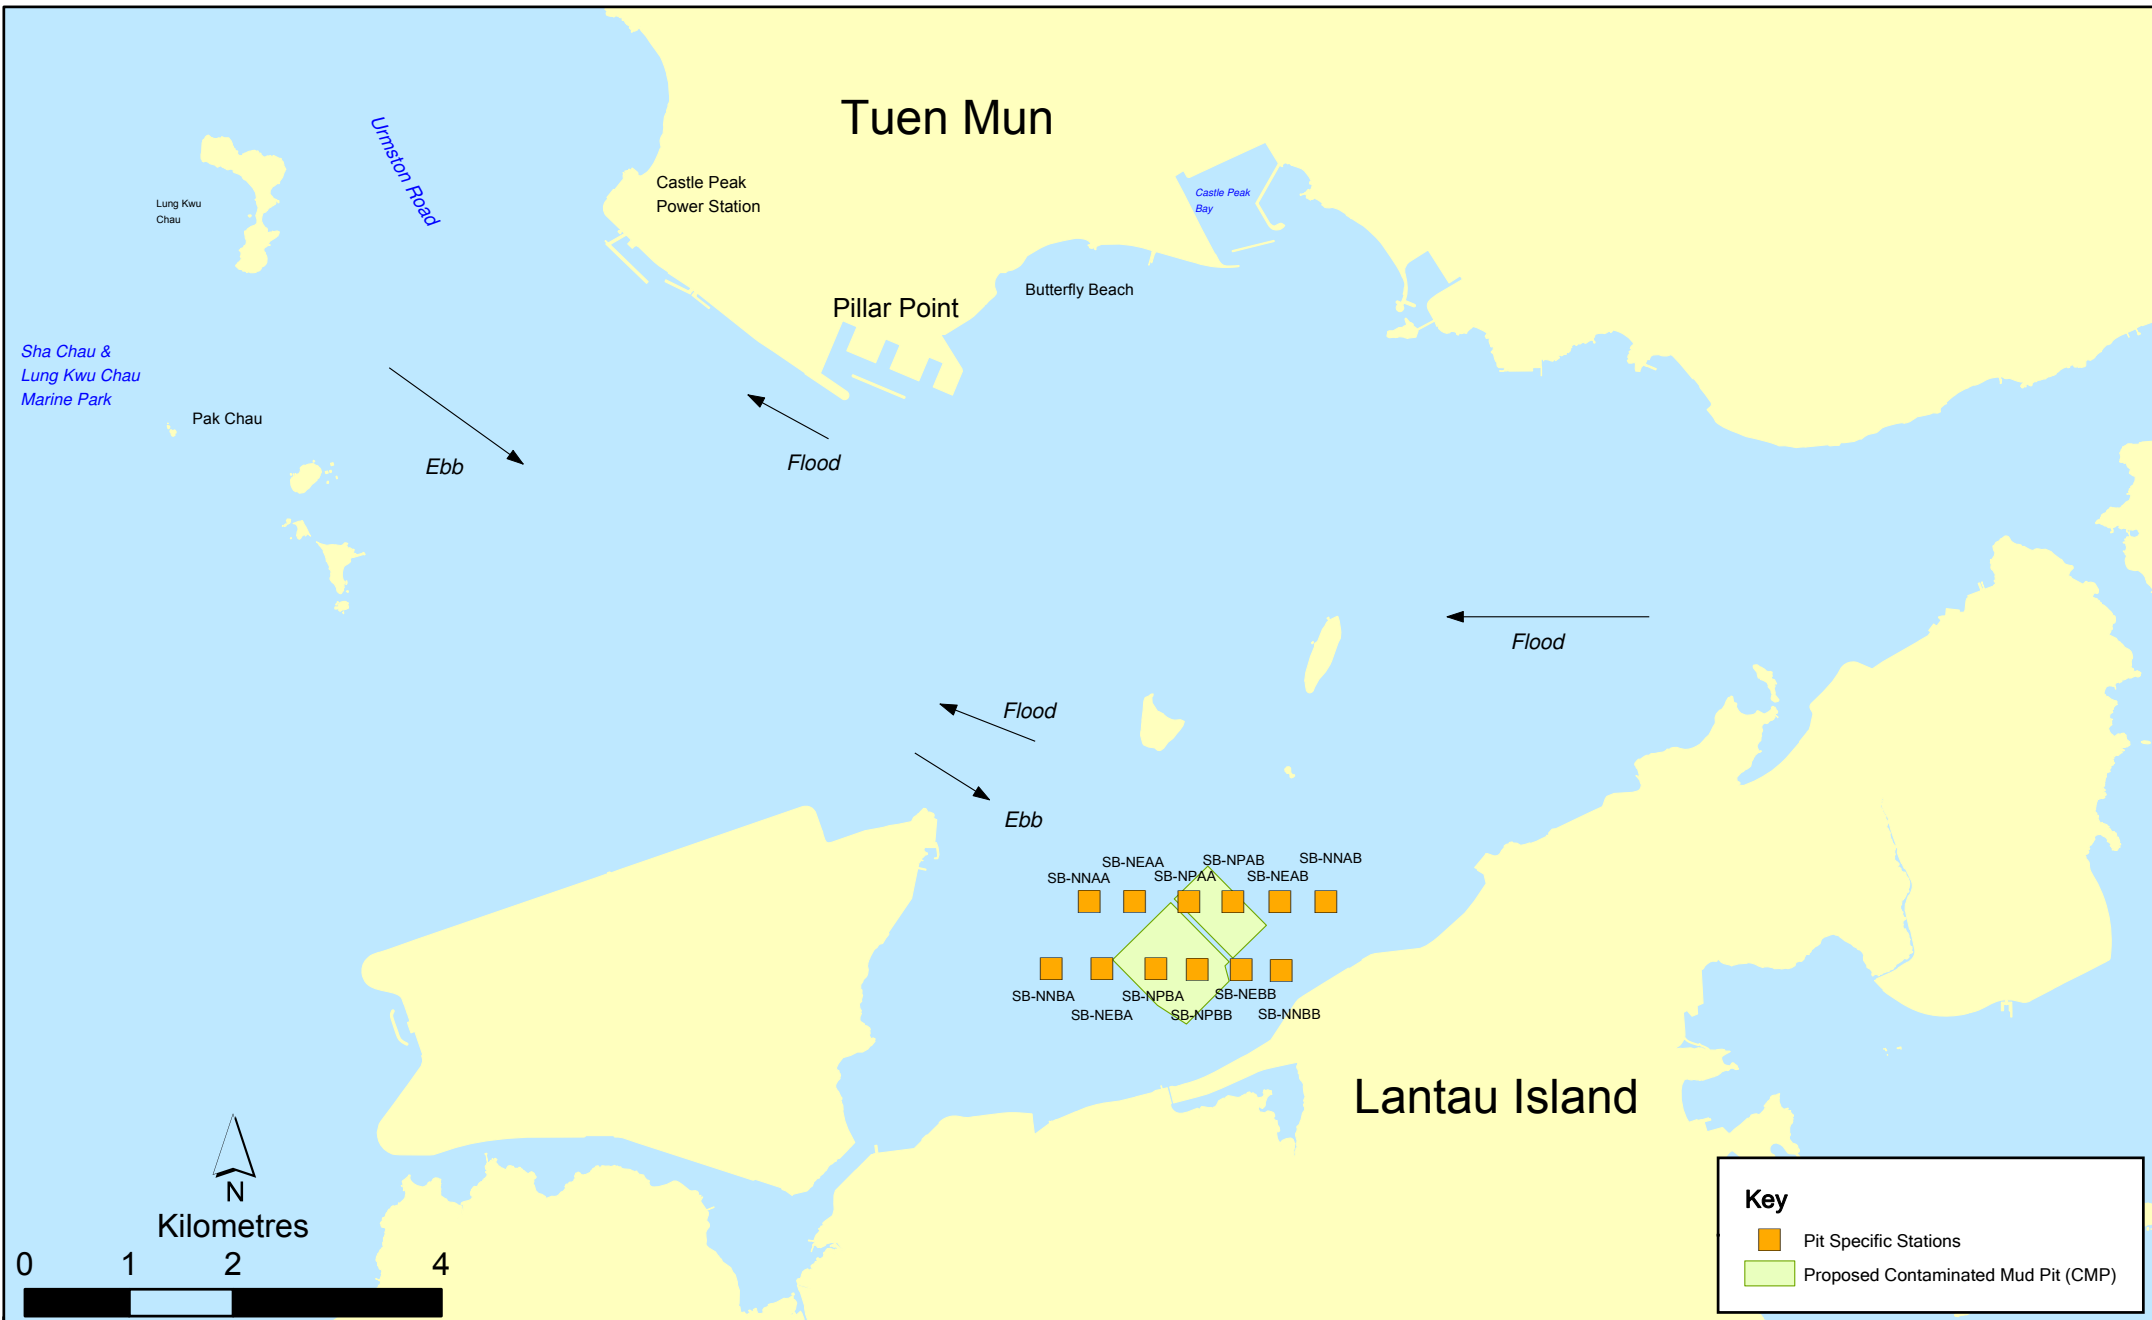 Tuen Mun
Urmston Road
Castle Peak
Power Station
Castle Peak
Bay
Lung Kwu
Chau
Butterfly Beach
Pillar Point
Sha Chau &
Lung Kwu Chau
Marine Park
Pak Chau
Ebb
Flood
Flood
Flood
Ebb
SB-NNAA
SB-NEAA
SB-NPAA
SB-NPAB
SB-NEAB
SB-NNAB
SB-NNBA
SB-NEBA
SB-NPBA
SB-NPBB
SB-NEBB
SB-NNBB
Lantau Island
N
Kilometres
0 1 2 4
Key
Pit Specific Stations
Proposed Contaminated Mud Pit (CMP)